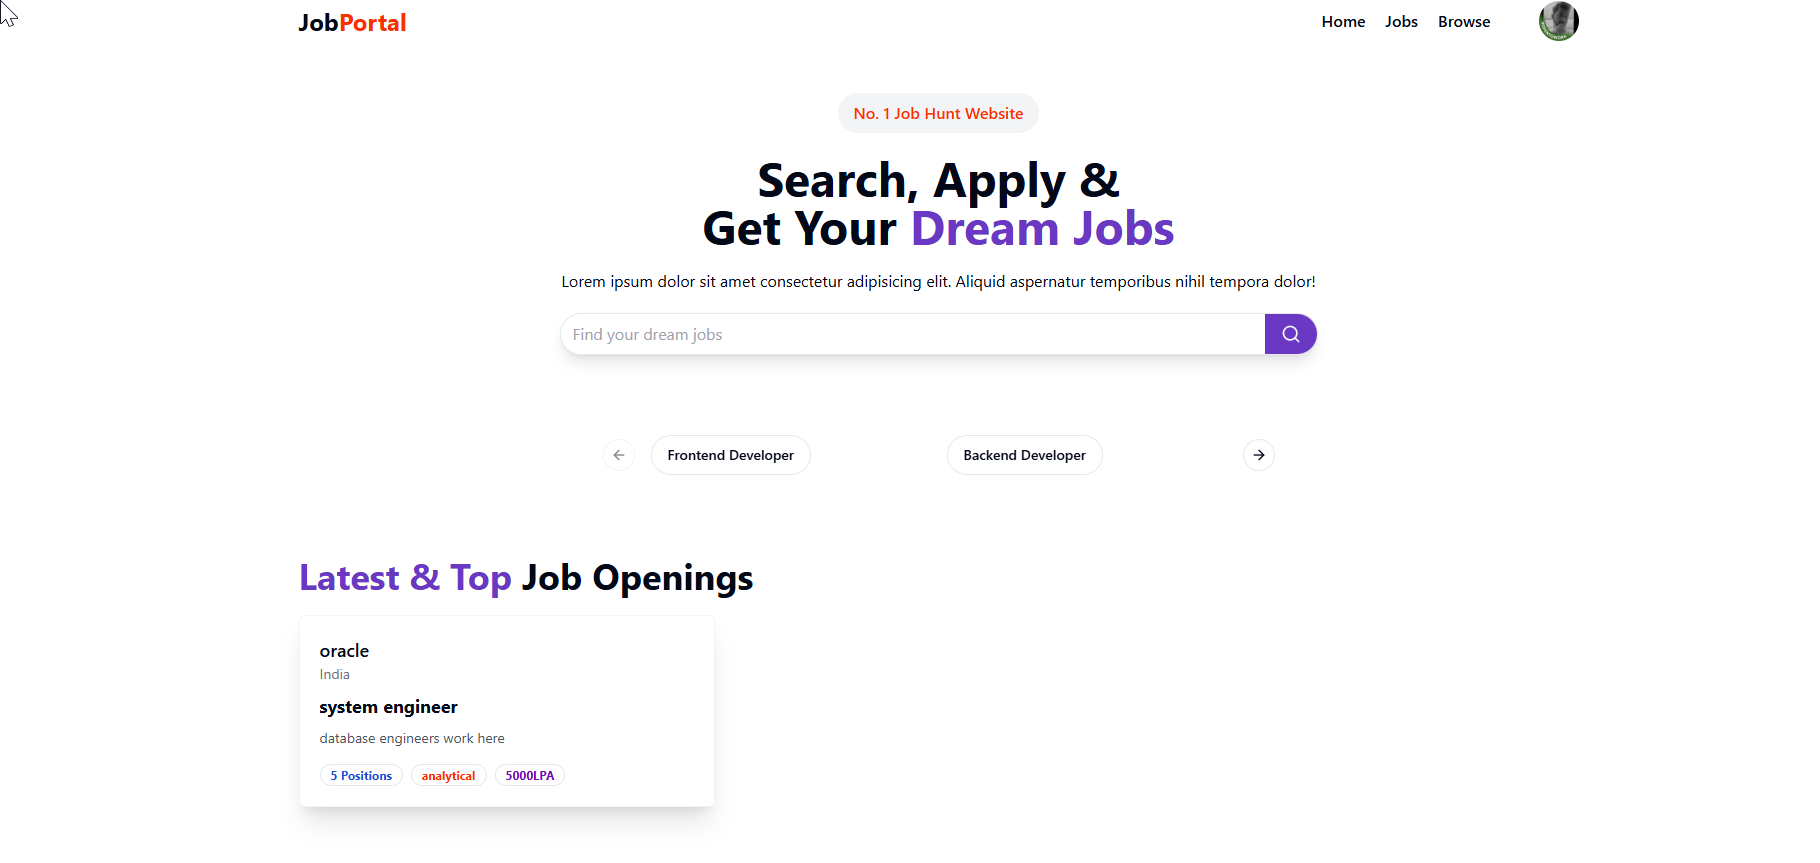 JobPortal
Home Jobs Browse
No. 1 Job Hunt Website
Search, Apply &
Get Your Dream Jobs
Lorem ipsum dolor sit amet consectetur adipisicing elit. Aliquid aspernatur temporibus nihil tempora dolor!
Find your dream jobs
Frontend Developer Backend Developer
Latest & Top Job Openings
oracle
India
system engineer
database engineers work here
5 Positions analytical 5000LPA